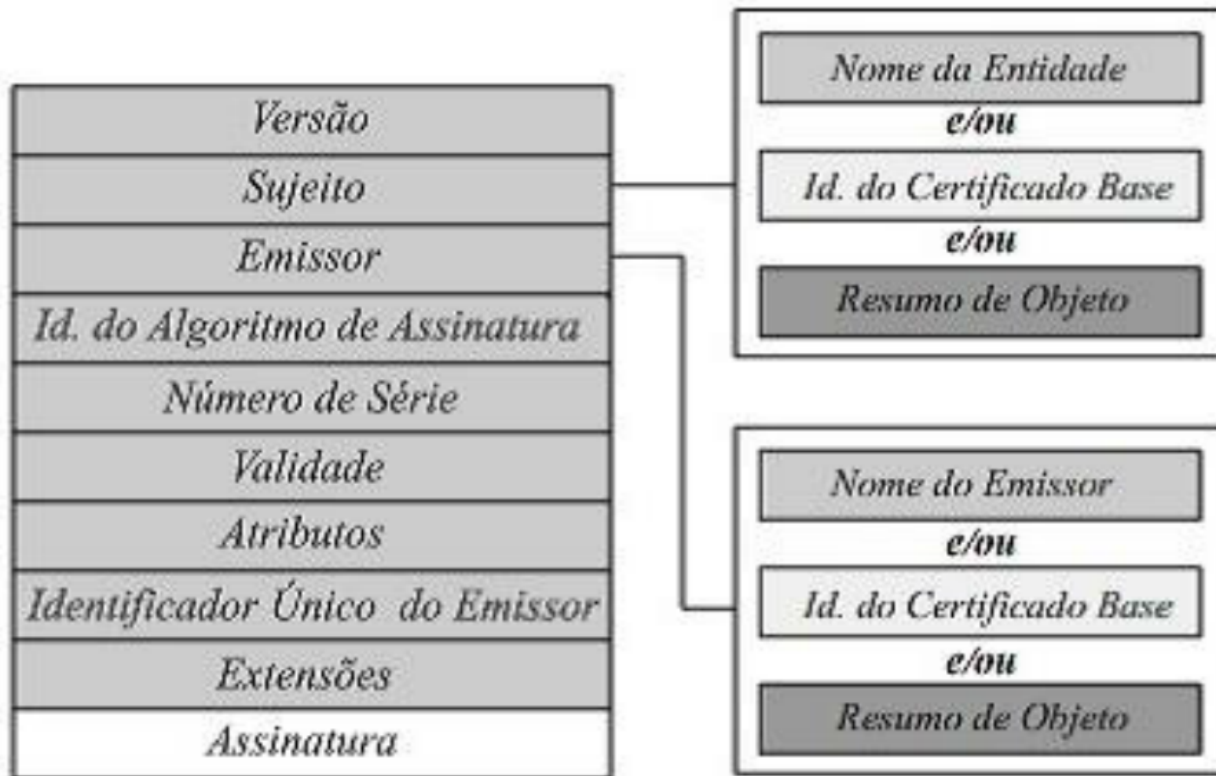 Versão
Sujeito
Emissor
Id. do Algoritmo de Assinatura
Número de Série
Validade
Atributos
Identificador Único do Emissor
Extensões
Assinatura
Nome da Entidade
e/ou
Id. do Certificado Base
e/ou
Resumo de Objeto
Nome do Emissor
e/ou
Id. do Certificado Base
e/ou
Resumo de Objeto